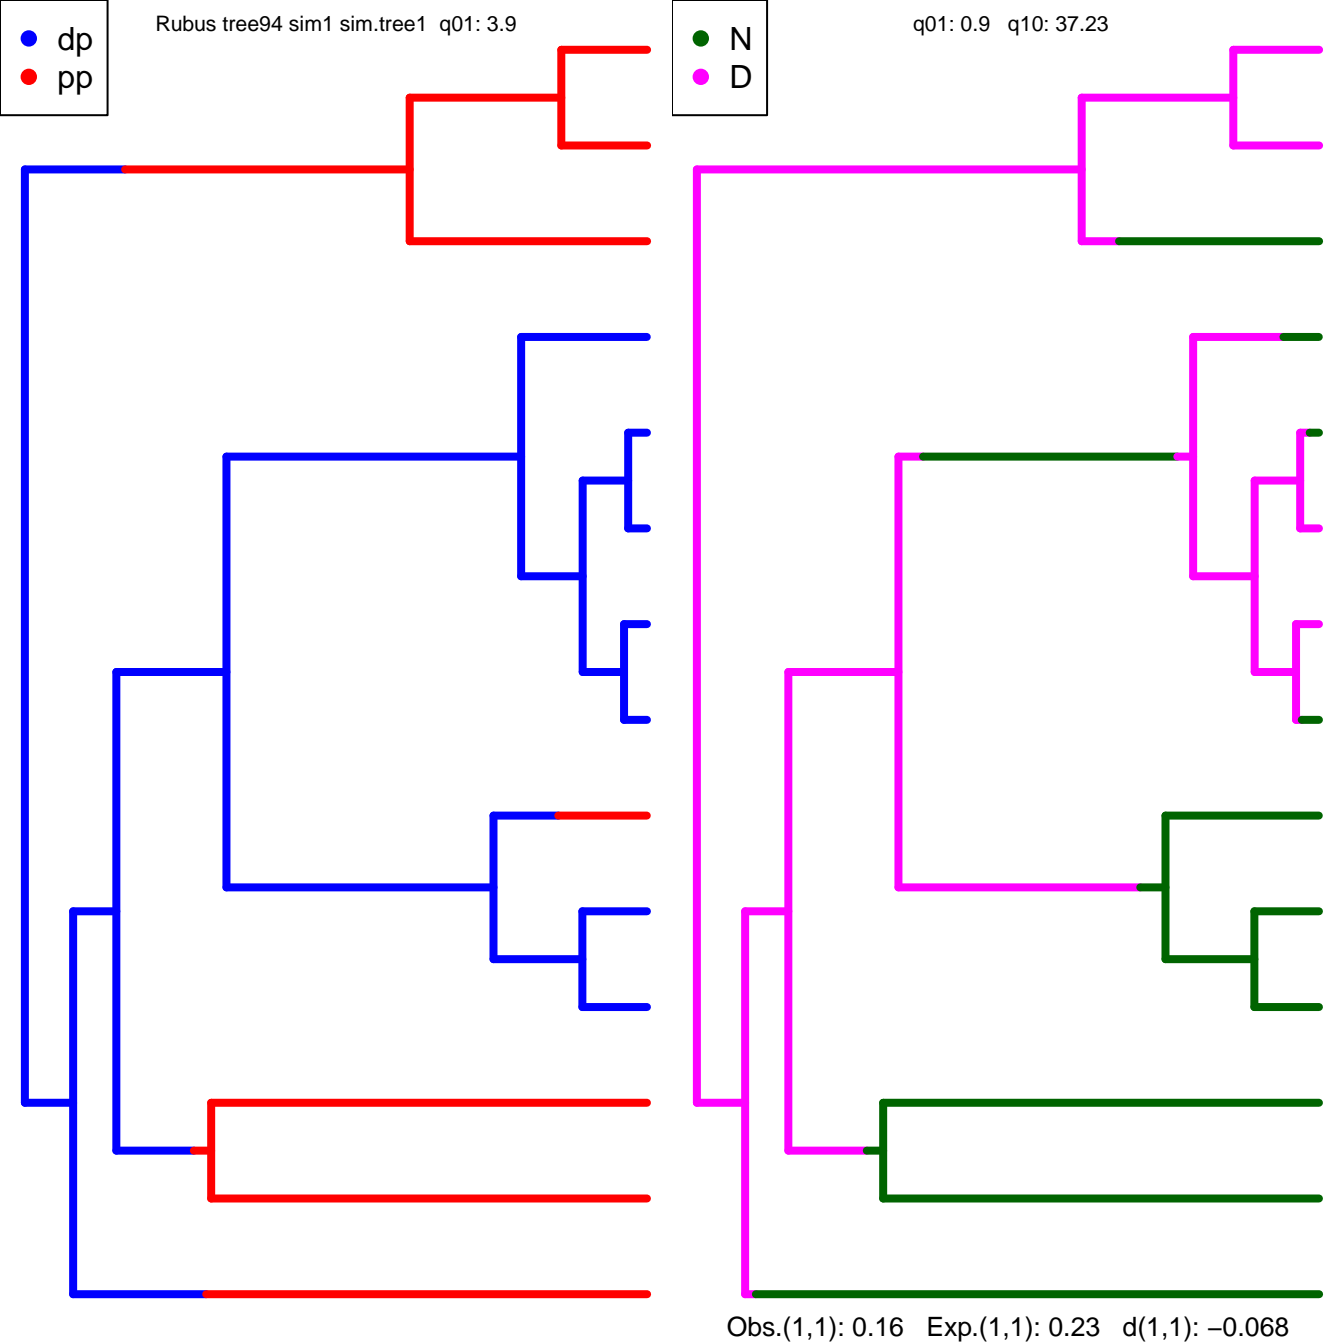 dp
pp
Rubus tree94 sim1 sim.tree1 q01: 3.9
N
D
q01: 0.9 q10: 37.23
Obs.(1,1): 0.16 Exp.(1,1): 0.23 d(1,1): −0.068